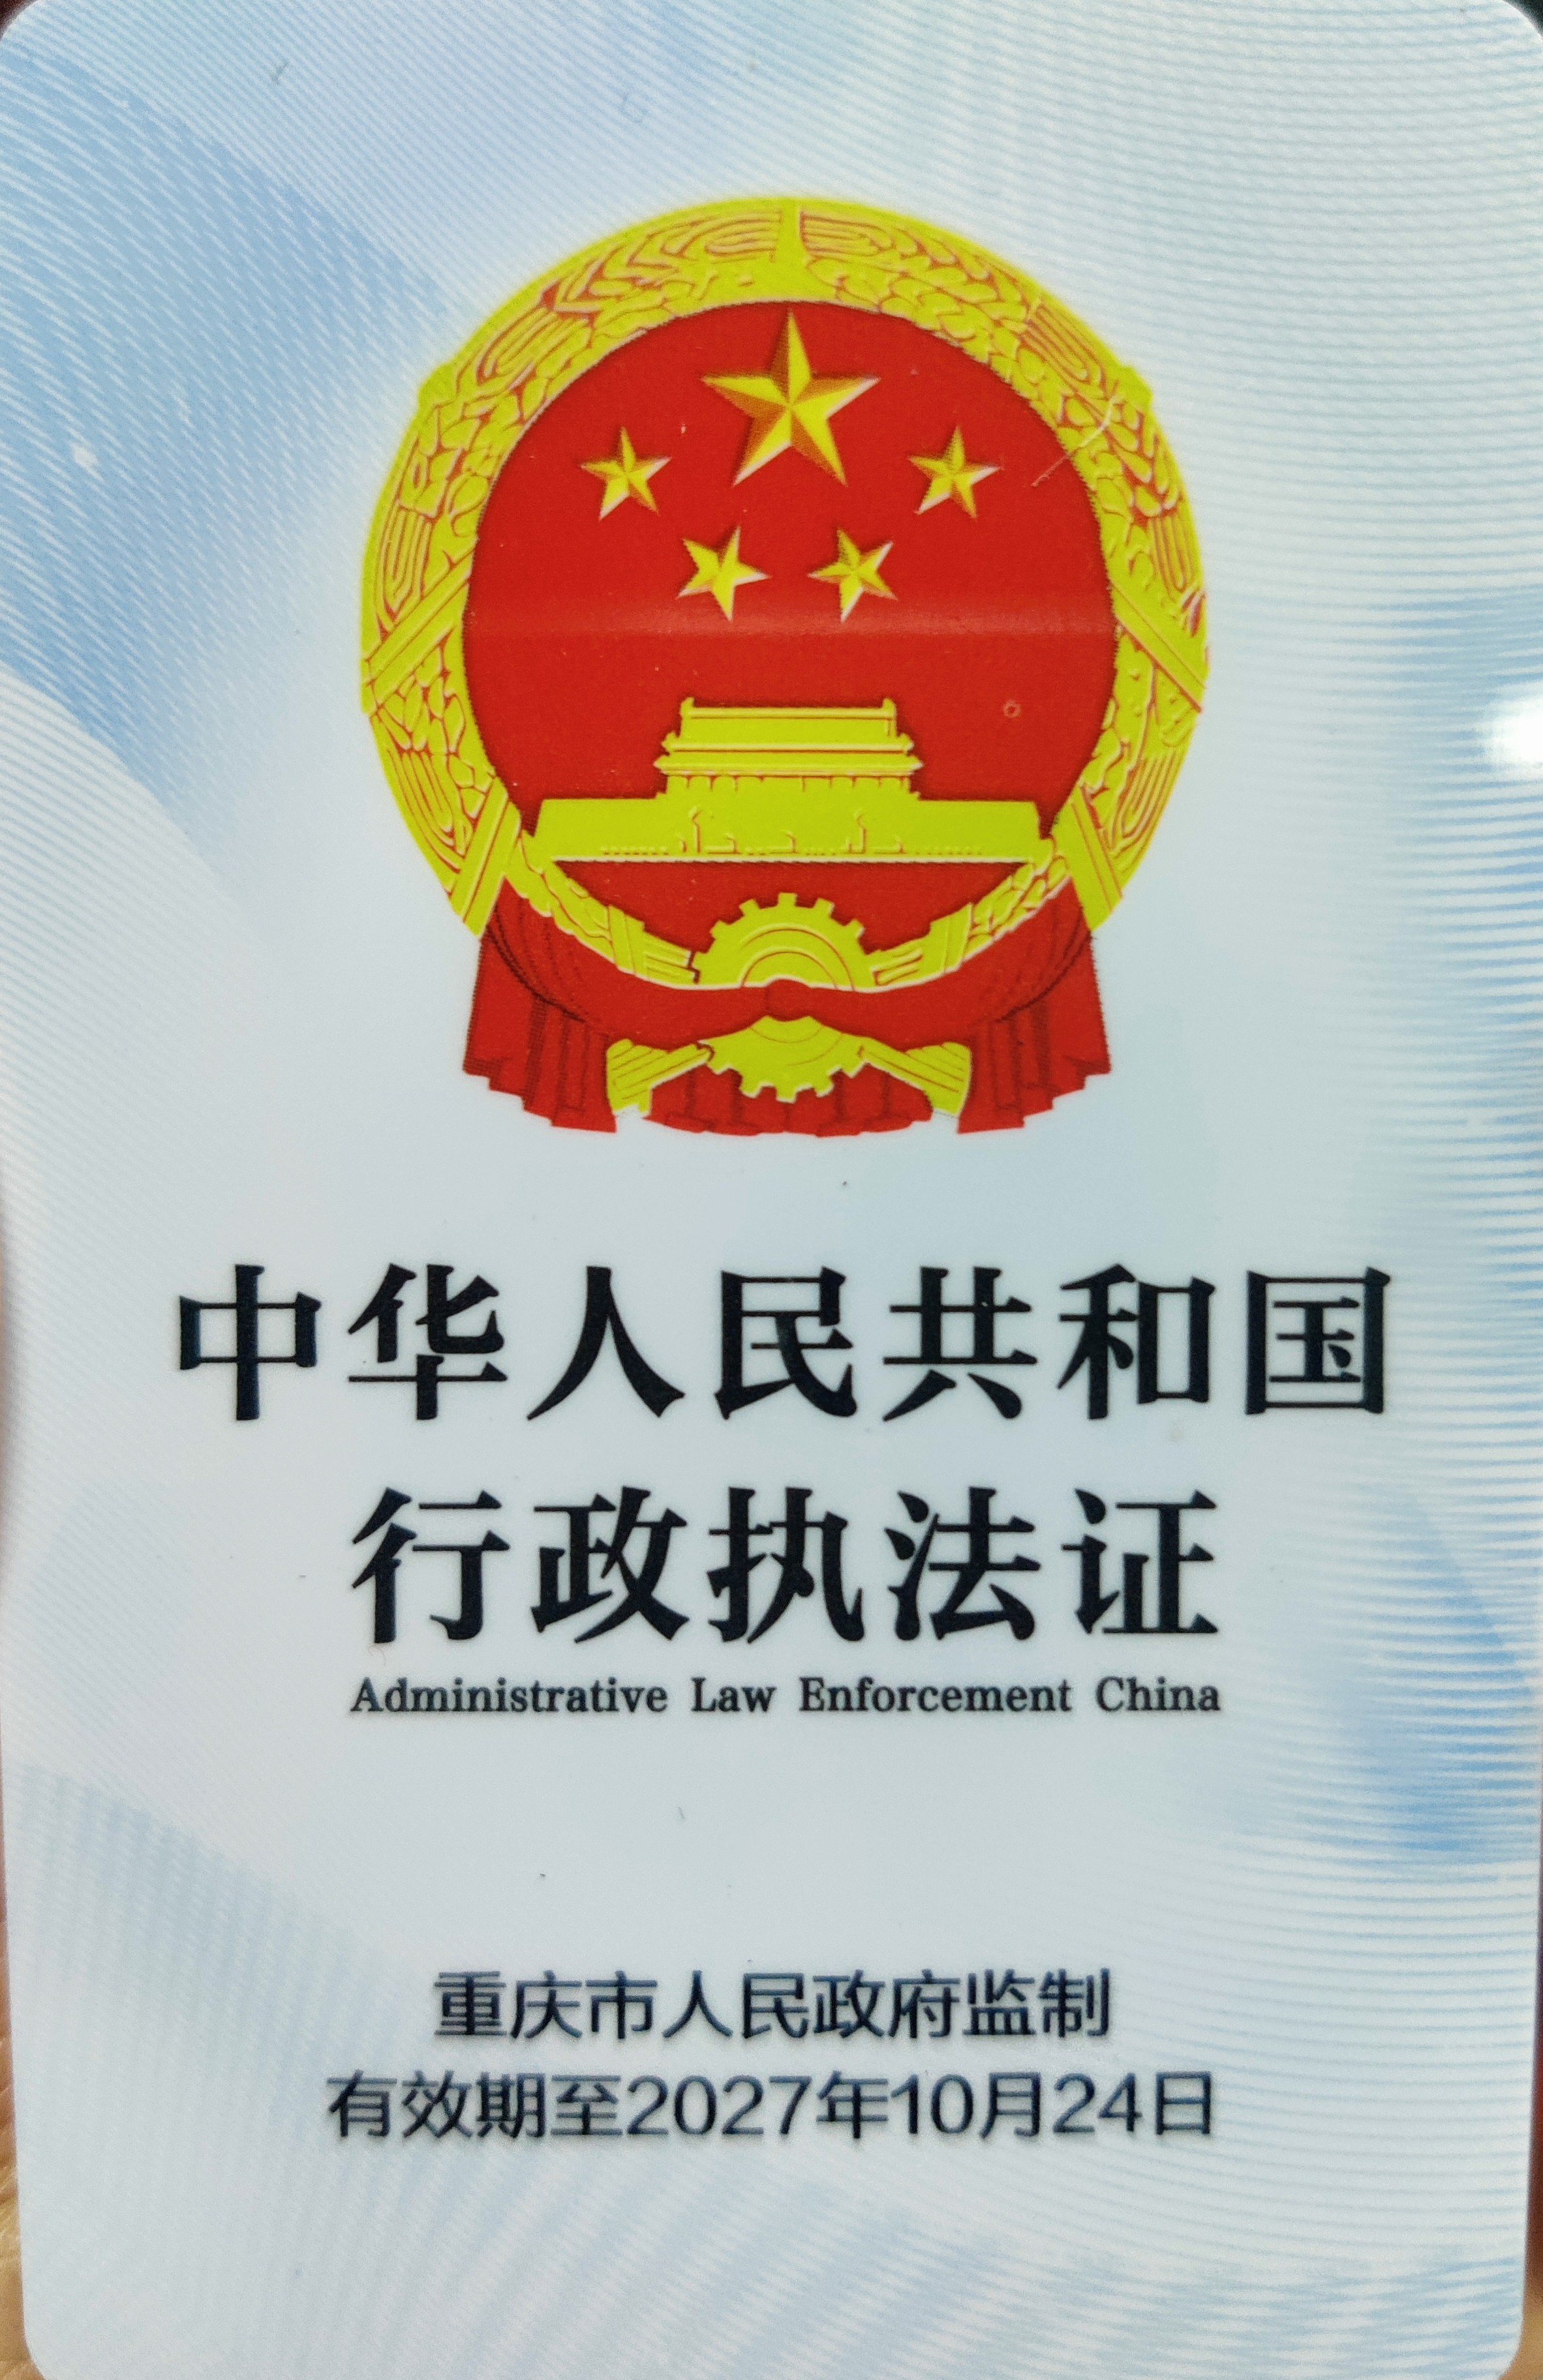 中华人民共和国
行政执法证
Administrative Law Enforcement China
重庆市人民政府监制
有效期至2027年10月24日